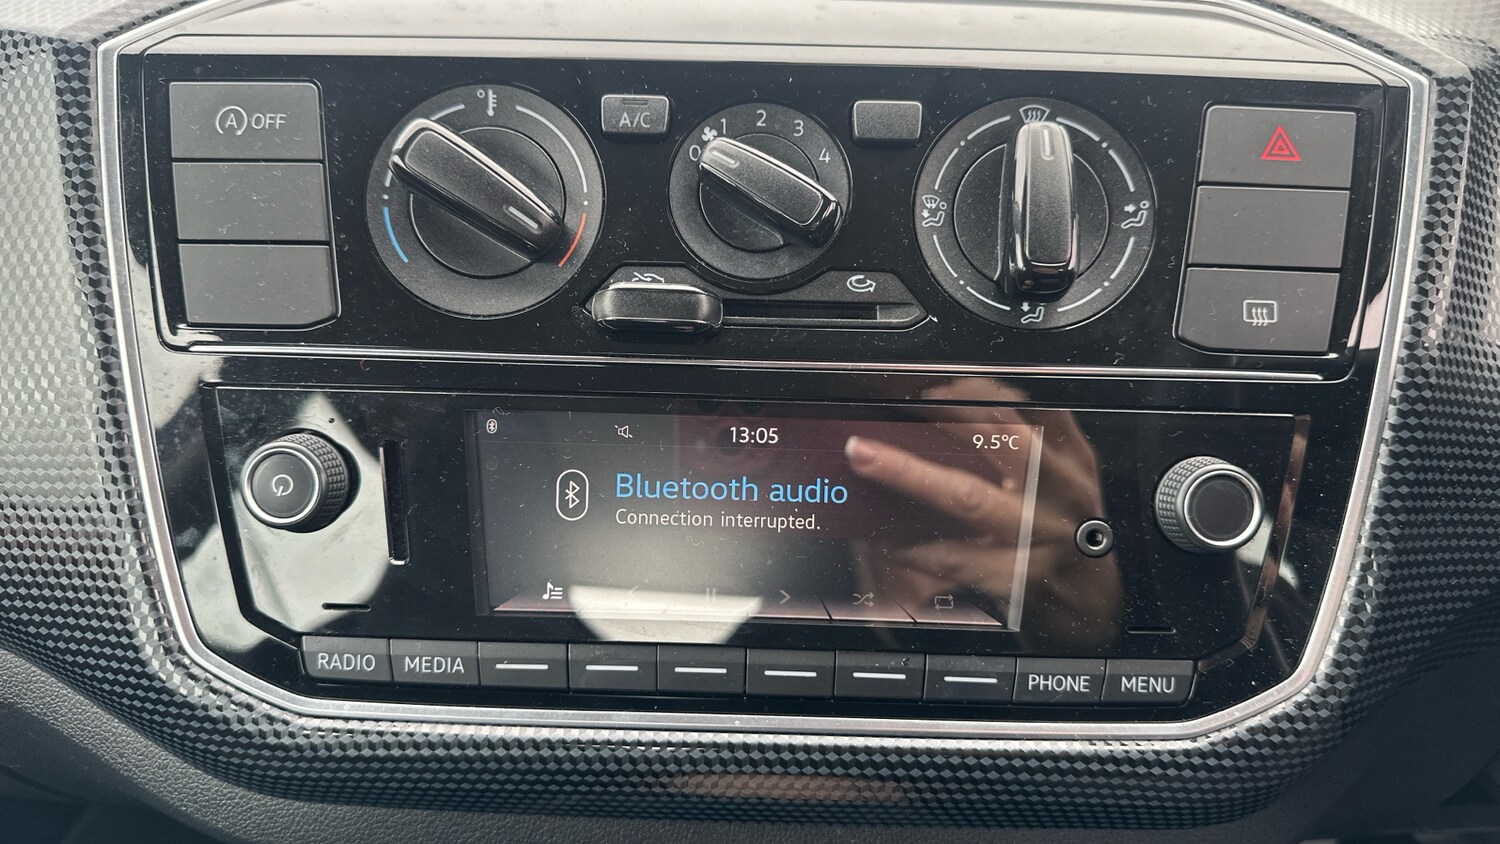 A OFF
A/C
0
1
2
3
4
13:05
9.5°C
Bluetooth audio
Connection interrupted.
RADIO
MEDIA
PHONE
MENU